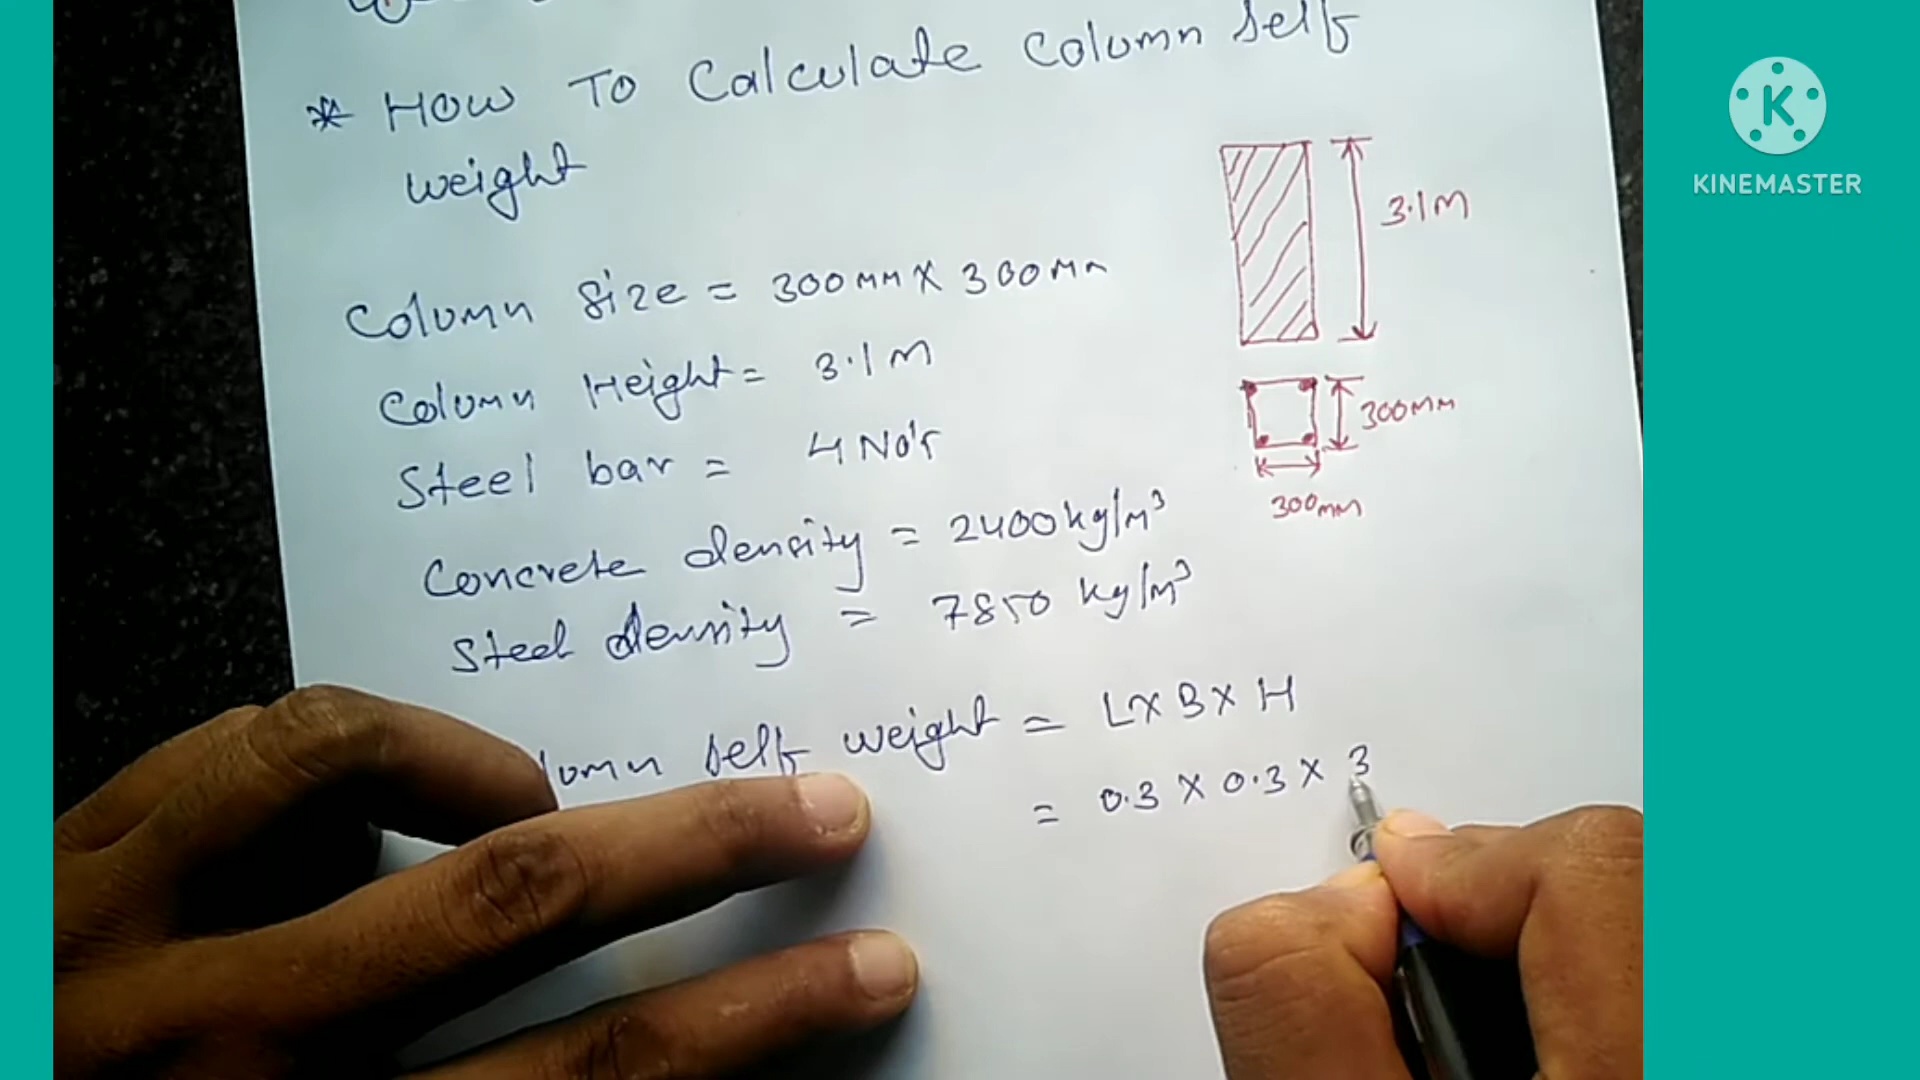 * HOW TO Calculate Column self
weight
3.1M
Column Size = 300MM X 300MM
Column Height = 3.1M
300MM
Steel bar = 4 No's
300MM
Concrete density = 2400kg/m³
Steel density = 7850 kg/m³
lumn self weight = L X B X H
= 0.3 X 0.3 X 3
KINEMASTER